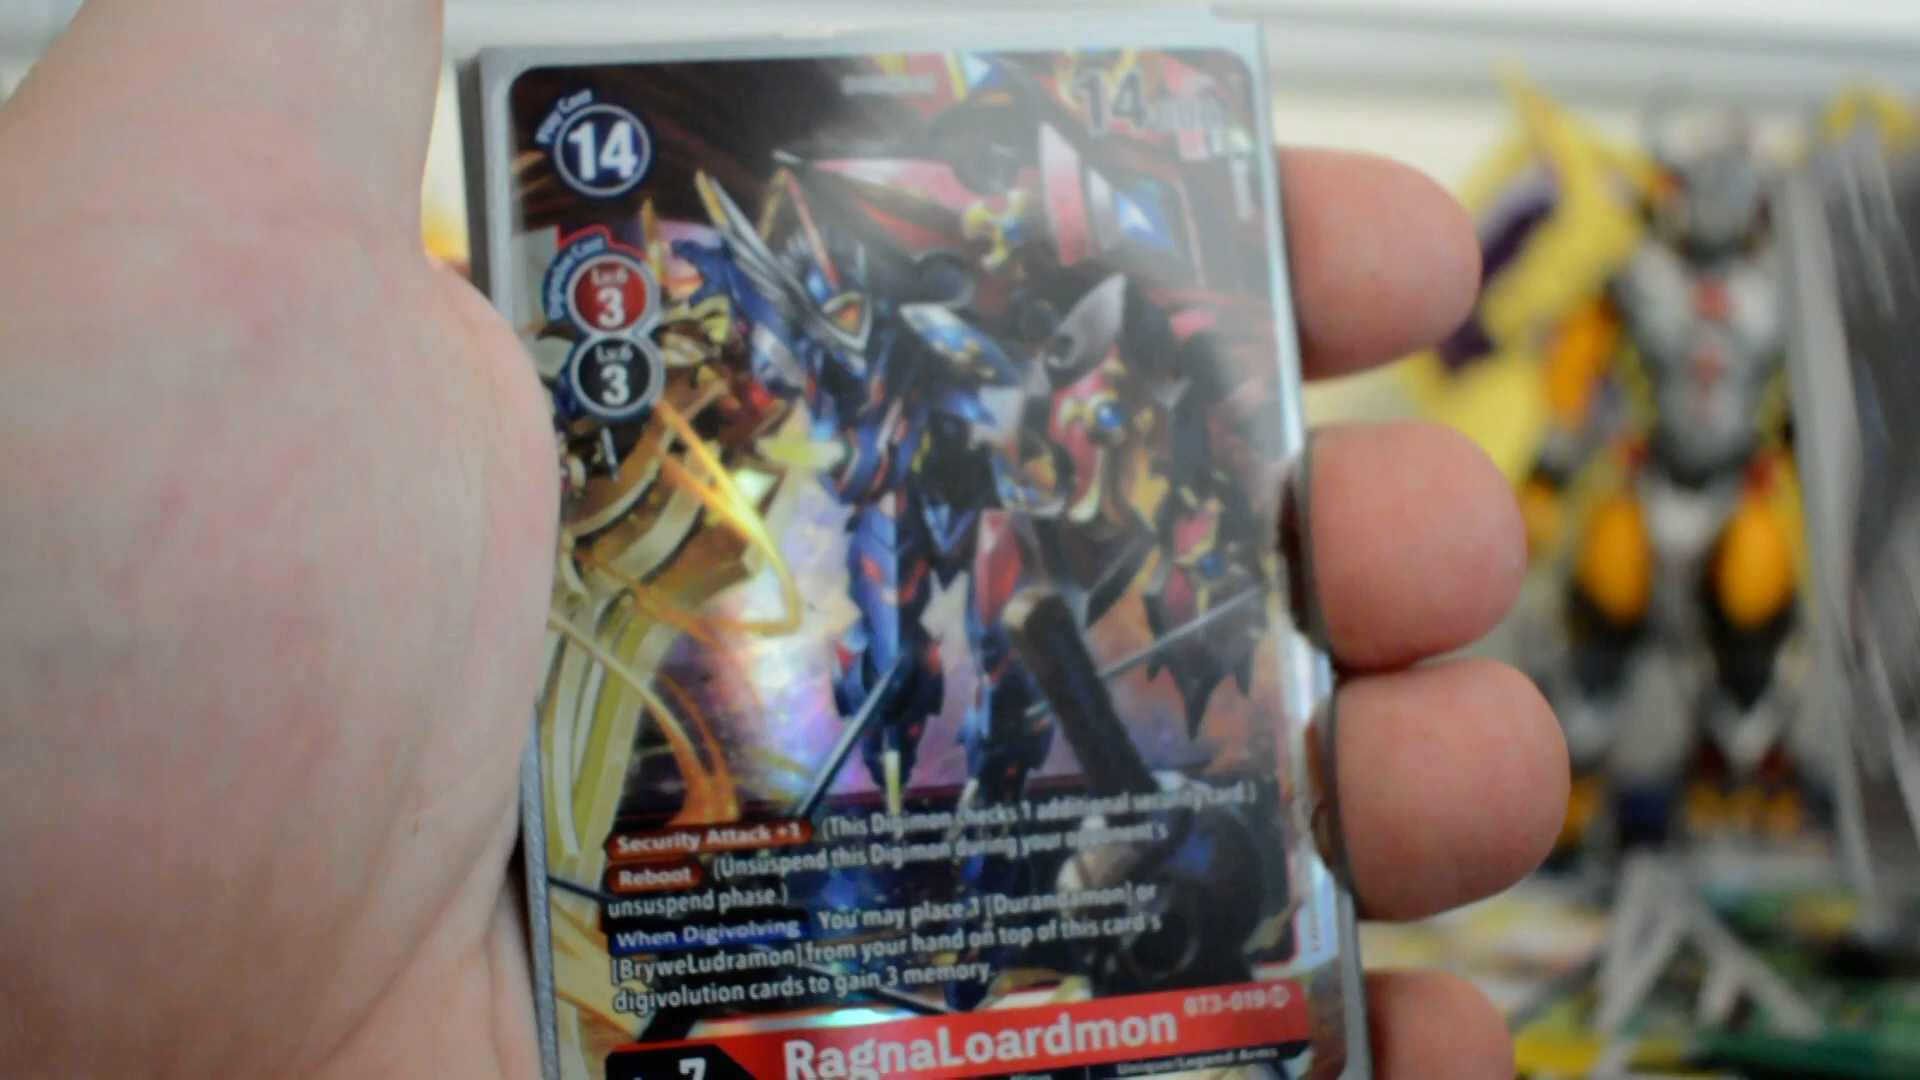 Play Cost
14
14000
Digivolve Cost
Lv.6
3
Lv.6
3
Security Attack +1 (This Digimon checks 1 additional security card.)
Reboot (Unsuspend this Digimon during your opponent's
unsuspend phase.)
When Digivolving You may place 1 [Durandamon] or
[BryweLudramon] from your hand on top of this card's
digivolution cards to gain 3 memory.
BT3-019
RagnaLoardmon
7
Virus
Unique/Legend-Arms